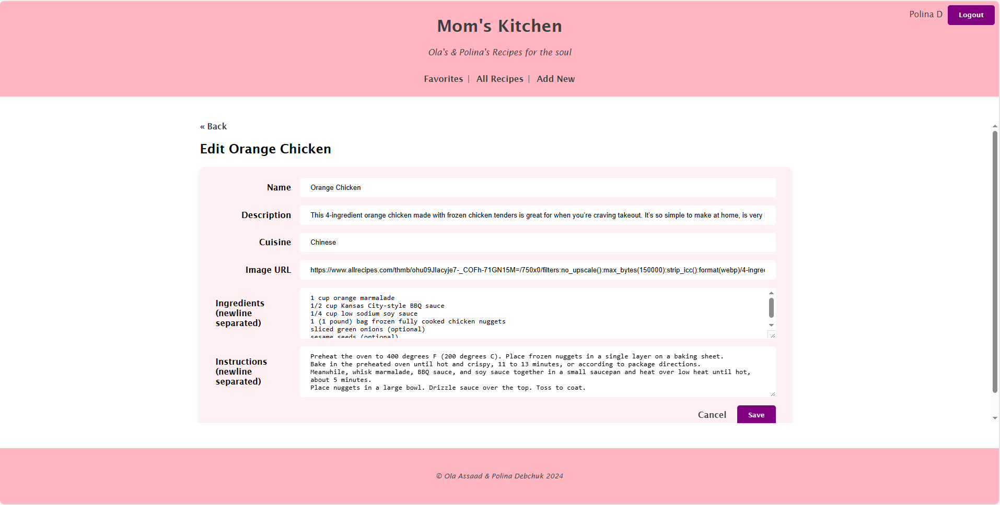 Polina D
Logout
Mom's Kitchen
Ola's & Polina's Recipes for the soul
Favorites | All Recipes | Add New
« Back
Edit Orange Chicken
Name
Orange Chicken
Description
This 4-ingredient orange chicken made with frozen chicken tenders is great for when you’re craving takeout. It’s so simple to make at home, is very
Cuisine
Chinese
Image URL
https://www.allrecipes.com/thmb/ohu09JIacyje7-_COFh-71GN15M=/750x0/filters:no_upscale():max_bytes(150000):strip_icc():format(webp)/4-ingre
Ingredients
(newline
separated)
1 cup orange marmalade
1/2 cup Kansas City-style BBQ sauce
1/4 cup low sodium soy sauce
1 (1 pound) bag frozen fully cooked chicken nuggets
sliced green onions (optional)
sesame seeds (optional)
Instructions
(newline
separated)
Preheat the oven to 400 degrees F (200 degrees C). Place frozen nuggets in a single layer on a baking sheet.
Bake in the preheated oven until hot and crispy, 11 to 13 minutes, or according to package directions.
Meanwhile, whisk marmalade, BBQ sauce, and soy sauce together in a small saucepan and heat over low heat until hot,
about 5 minutes.
Place nuggets in a large bowl. Drizzle sauce over the top. Toss to coat.
Cancel
Save
© Ola Assaad & Polina Debchuk 2024